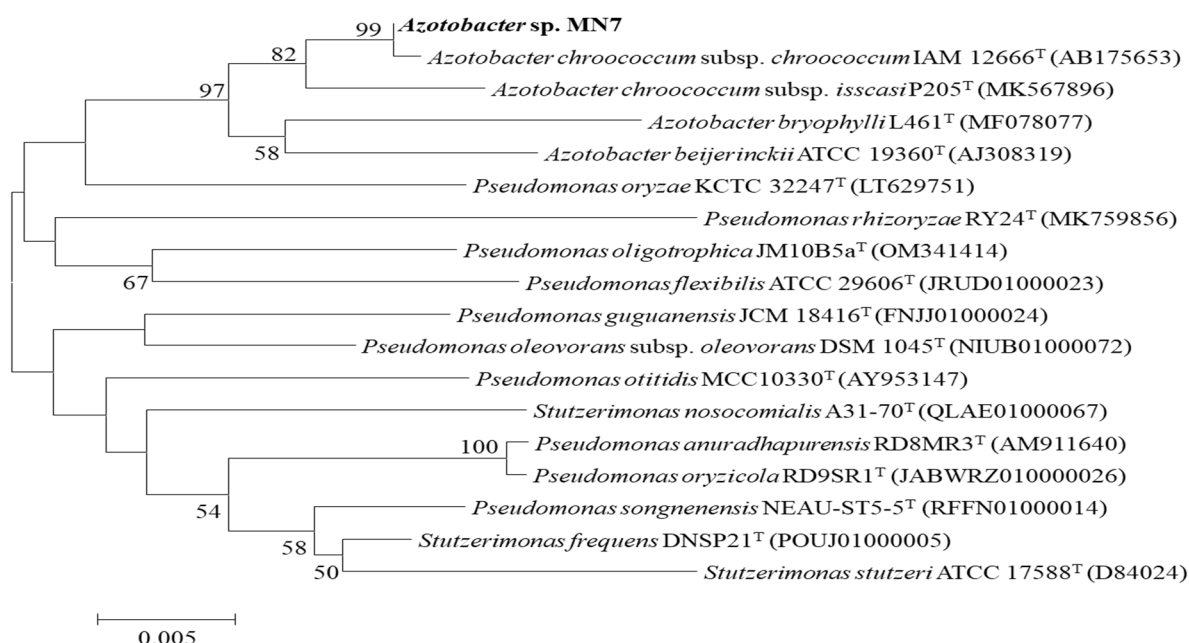 99 Azotobacter sp. MN7
82 Azotobacter chroococcum subsp. chroococcum IAM 12666ᵀ (AB175653)
Azotobacter chroococcum subsp. isscasi P205ᵀ (MK567896)
97
Azotobacter bryophylli L461ᵀ (MF078077)
58 Azotobacter beijerinckii ATCC 19360ᵀ (AJ308319)
Pseudomonas oryzae KCTC 32247ᵀ (LT629751)
Pseudomonas rhizoryzae RY24ᵀ (MK759856)
Pseudomonas oligotrophica JM10B5aᵀ (OM341414)
67 Pseudomonas flexibilis ATCC 29606ᵀ (JRUD01000023)
Pseudomonas guguanensis JCM 18416ᵀ (FNJJ01000024)
Pseudomonas oleovorans subsp. oleovorans DSM 1045ᵀ (NIUB01000072)
Pseudomonas otitidis MCC10330ᵀ (AY953147)
Stutzerimonas nosocomialis A31-70ᵀ (QLAE01000067)
100 Pseudomonas anuradhapurensis RD8MR3ᵀ (AM911640)
Pseudomonas oryzicola RD9SR1ᵀ (JABWRZ010000026)
54 Pseudomonas songnenensis NEAU-ST5-5ᵀ (RFFN01000014)
58 Stutzerimonas frequens DNSP21ᵀ (POUJ01000005)
50 Stutzerimonas stutzeri ATCC 17588ᵀ (D84024)
0.005